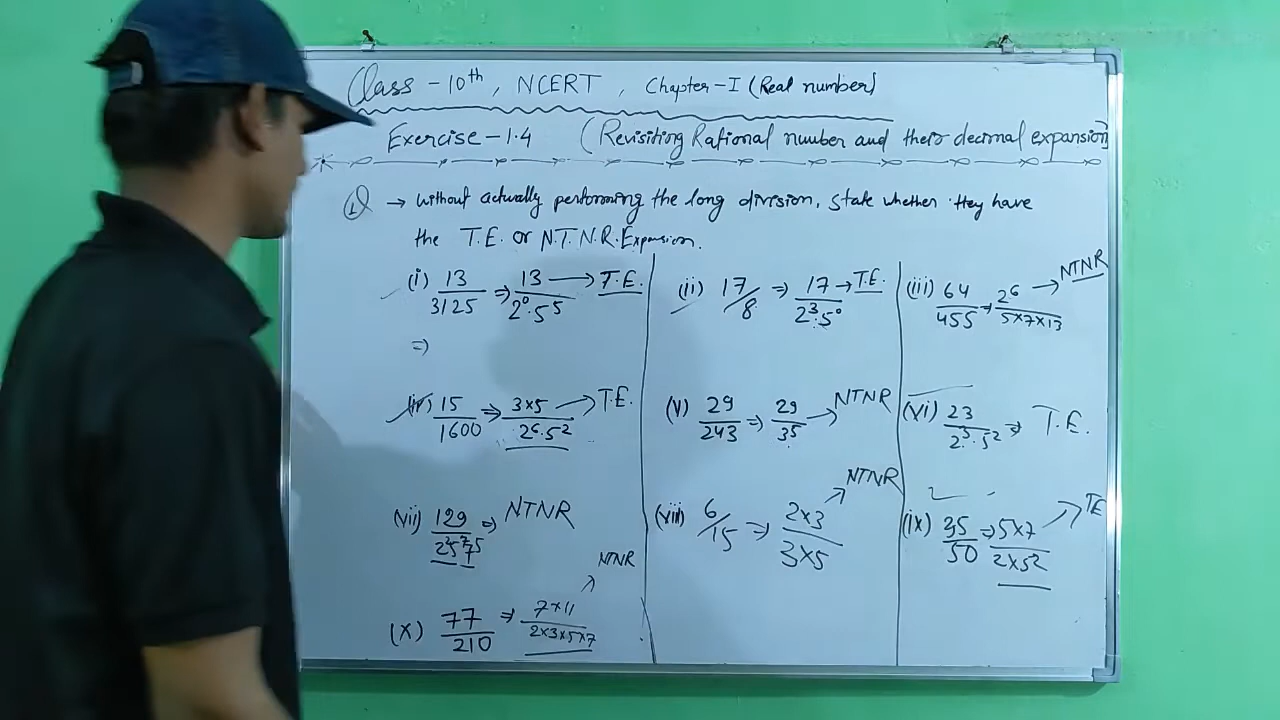 Class - 10th, NCERT, Chapter-I (Real number)
Exercise - 1.4 (Revisiting Rational number and their decimal expansion
Q → Without actually performing the long division, state whether they have
the T.E. or N.T.N.R. Expansion.
(i) 13/3125 ⇒ 13/2⁰·5⁵ → T.E.
⇒
(ii) 17/8 ⇒ 17/2³·5⁰ → T.E.
(iii) 64/455 → 2⁶/5×7×13 → NTNR
(iv) 15/1600 ⇒ 3×5/2⁶·5² → T.E.
(v) 29/243 ⇒ 29/3⁵ → NTNR
(vi) 23/2³·5² ⇒ T.E.
(vii) 129/2²5⁷7⁵ ⇒ NTNR
(viii) 6/15 ⇒ 2×3/3×5 → NTNR
(ix) 35/50 ⇒ 5×7/2×5² → TE
(x) 77/210 ⇒ 7×11/2×3×5×7 → NTNR